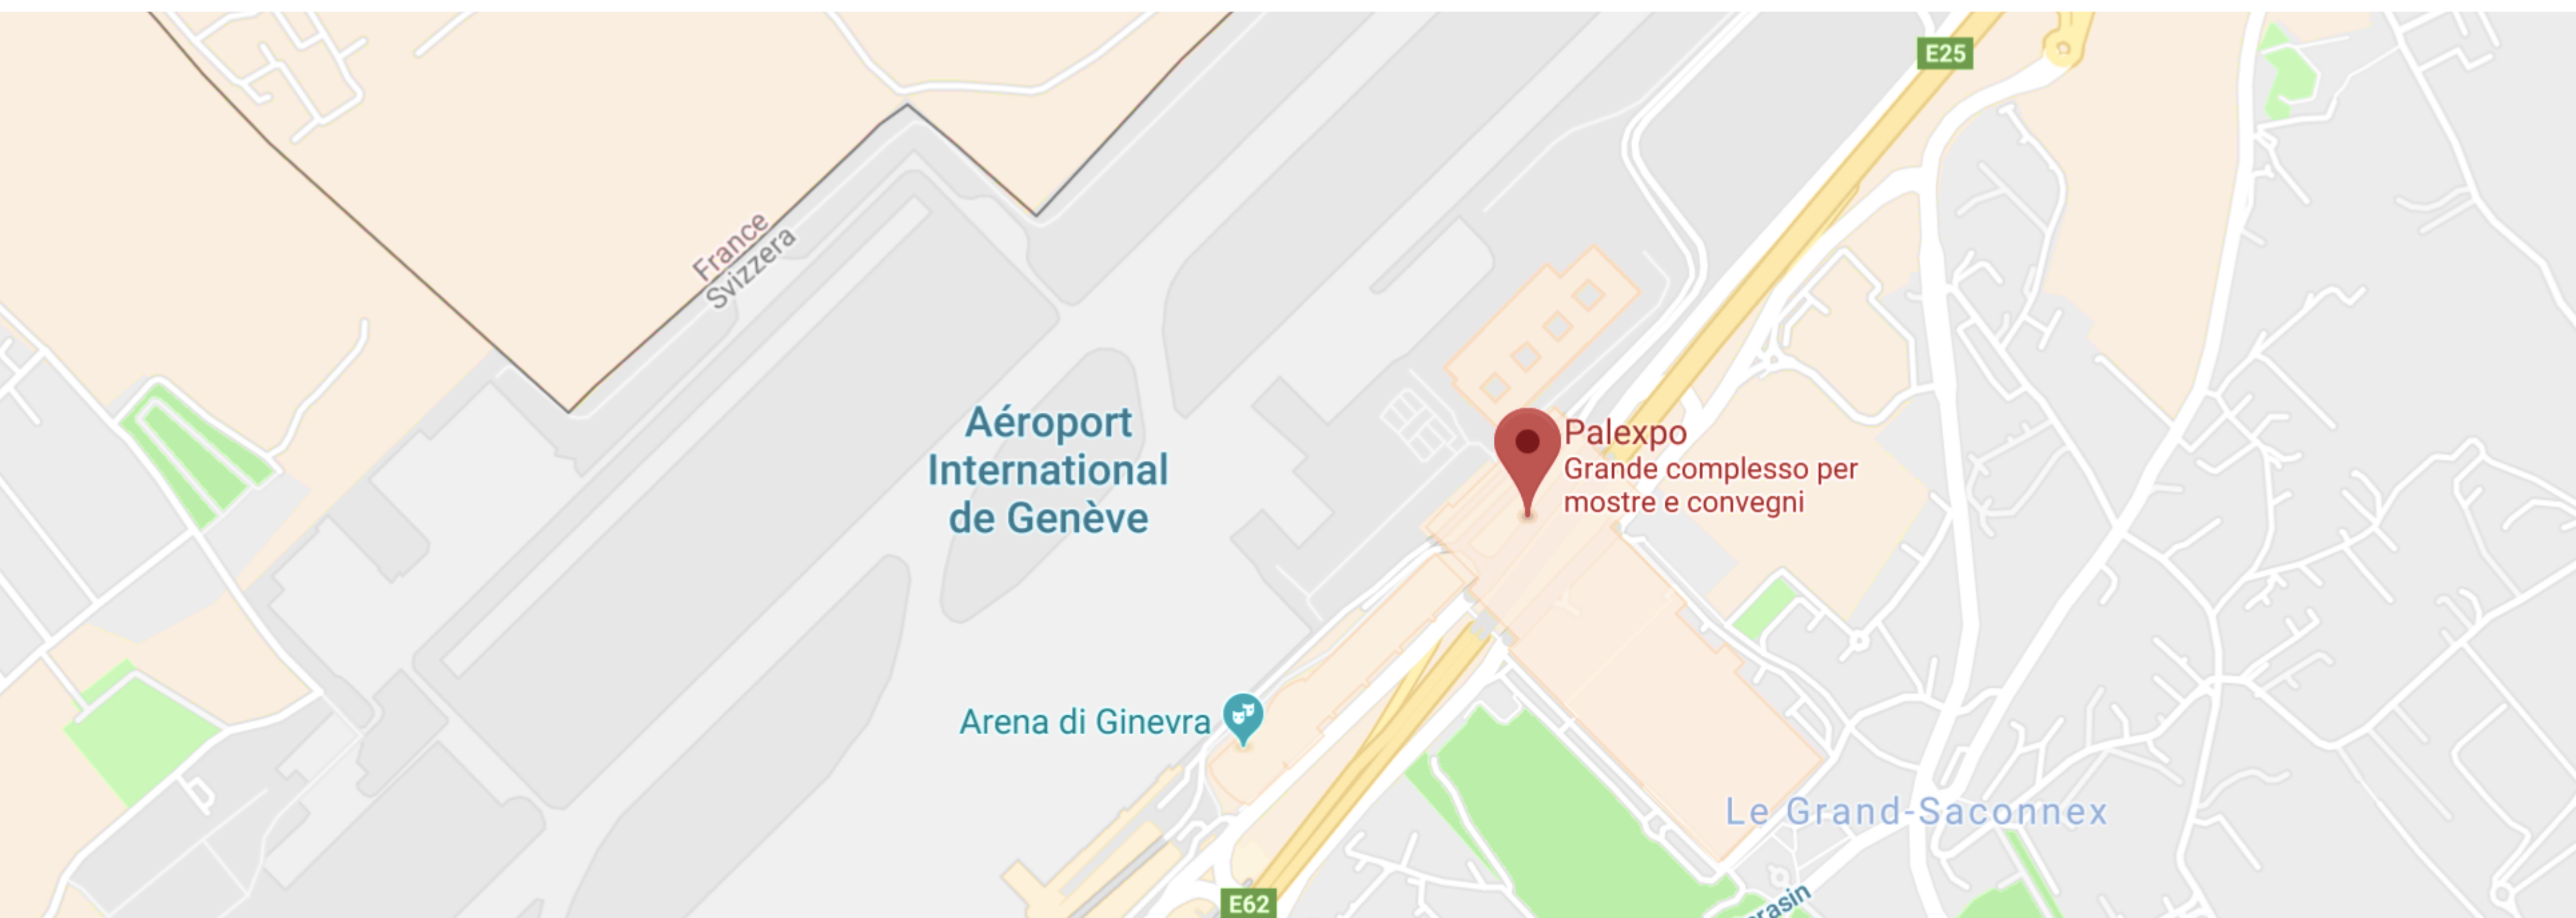 E25
France
Svizzera
Aéroport
International
de Genève
Palexpo
Grande complesso per
mostre e convegni
Arena di Ginevra
Le Grand-Saconnex
E62